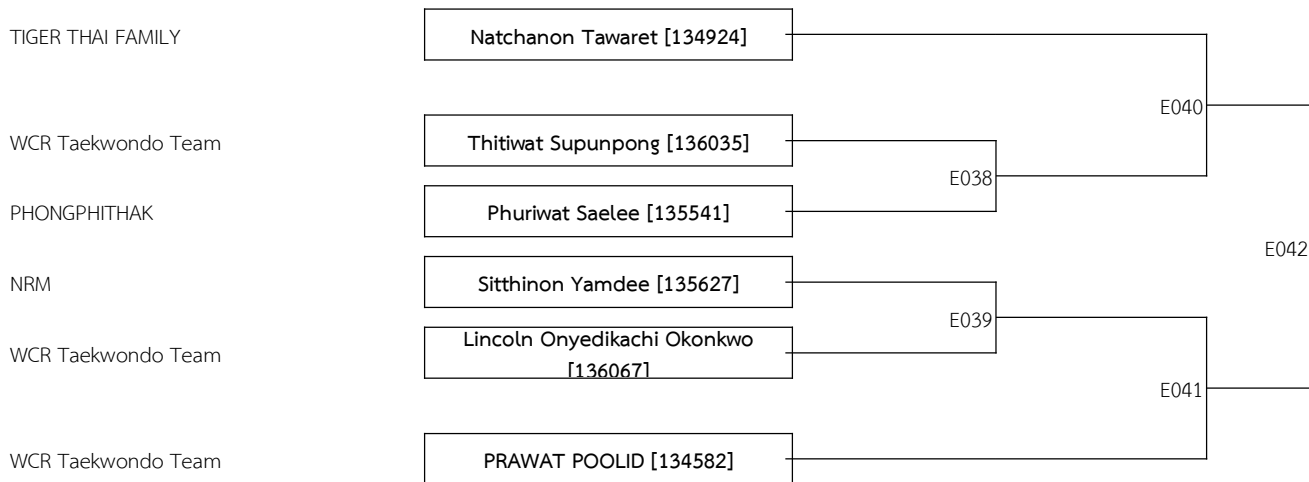 TIGER THAI FAMILY
Natchanon Tawaret [134924]
E040
WCR Taekwondo Team
Thitiwat Supunpong [136035]
E038
PHONGPHITHAK
Phuriwat Saelee [135541]
E042
NRM
Sitthinon Yamdee [135627]
E039
WCR Taekwondo Team
Lincoln Onyedikachi Okonkwo
[136067]
E041
WCR Taekwondo Team
PRAWAT POOLID [134582]